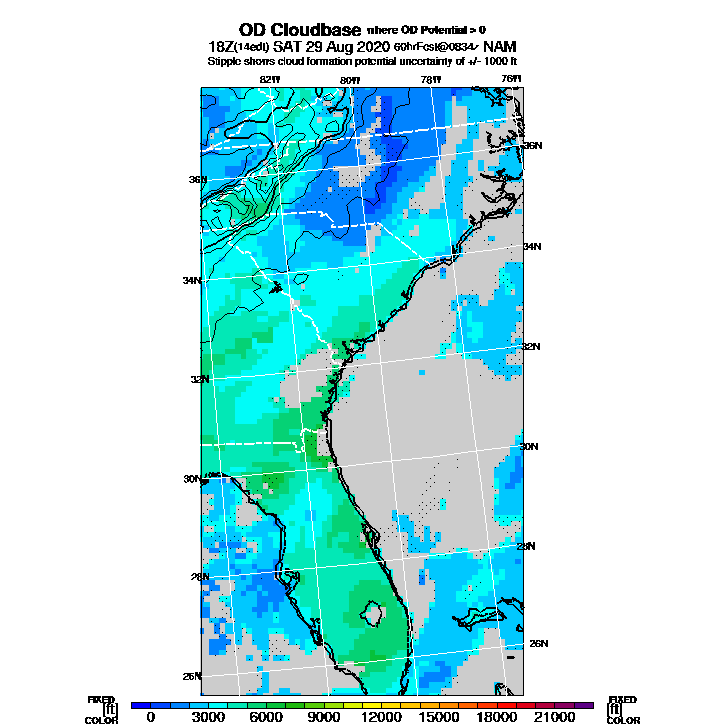 OD Cloudbase where OD Potential > 0
18Z(14edt) SAT 29 Aug 2020 60hrFcst@0834z NAM
Stipple shows cloud formation potential uncertainty of +/- 1000 ft
82W 80W 78W 76W
36N 36N
34N 34N
32N 32N
30N 30N
28N 28N
26N 26N
FIXED FIXED
[ft] [ft]
COLOR 0 3000 6000 9000 12000 15000 18000 21000 COLOR